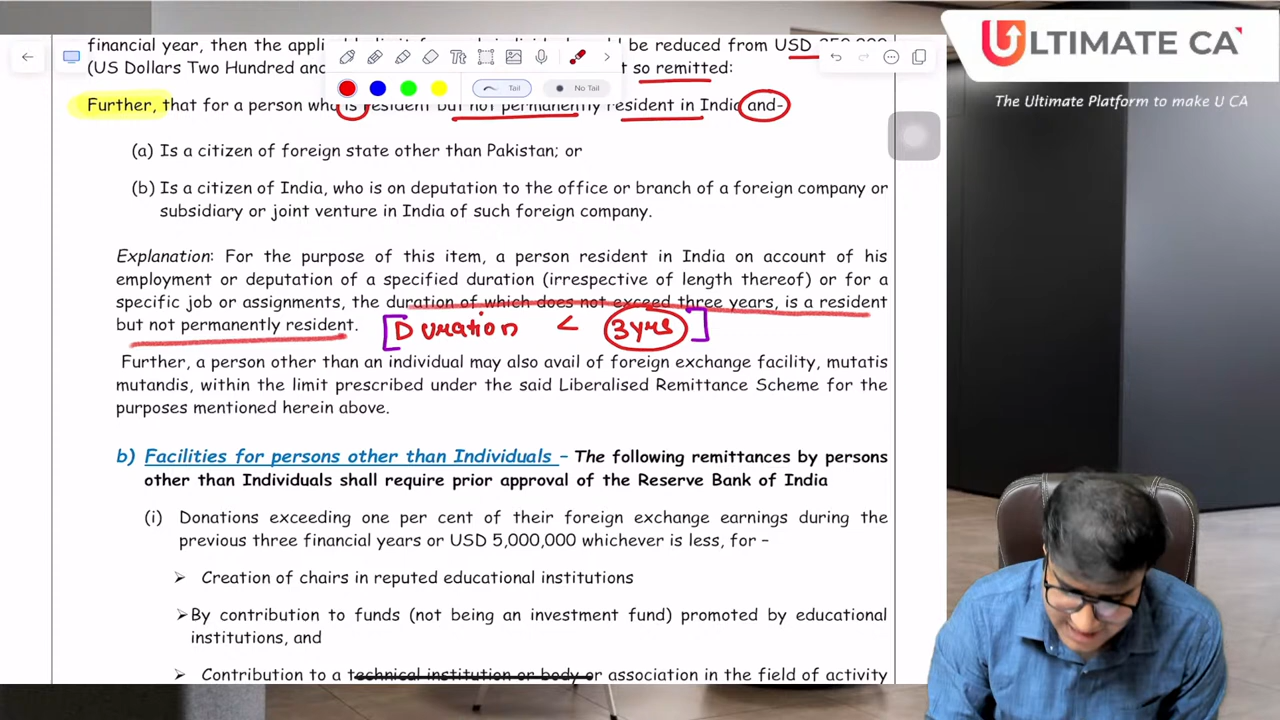 financial year, then the
be reduced from USD
(US Dollars Two Hundred and
so remitted:
Further, that for a person who is resident but not permanently resident in India and-
(a) Is a citizen of foreign state other than Pakistan; or
(b) Is a citizen of India, who is on deputation to the office or branch of a foreign company or
subsidiary or joint venture in India of such foreign company.
Explanation: For the purpose of this item, a person resident in India on account of his
employment or deputation of a specified duration (irrespective of length thereof) or for a
specific job or assignments, the duration of which does not exceed three years, is a resident
but not permanently resident.
[Duration < 3yrs]
Further, a person other than an individual may also avail of foreign exchange facility, mutatis
mutandis, within the limit prescribed under the said Liberalised Remittance Scheme for the
purposes mentioned herein above.
b) Facilities for persons other than Individuals – The following remittances by persons
other than Individuals shall require prior approval of the Reserve Bank of India
(i) Donations exceeding one per cent of their foreign exchange earnings during the
previous three financial years or USD 5,000,000 whichever is less, for –
➢ Creation of chairs in reputed educational institutions
➢ By contribution to funds (not being an investment fund) promoted by educational
institutions, and
➢ Contribution to a technical institution or body or association in the field of activity
Tail
No Tail
ULTIMATE CA
The Ultimate Platform to make U CA